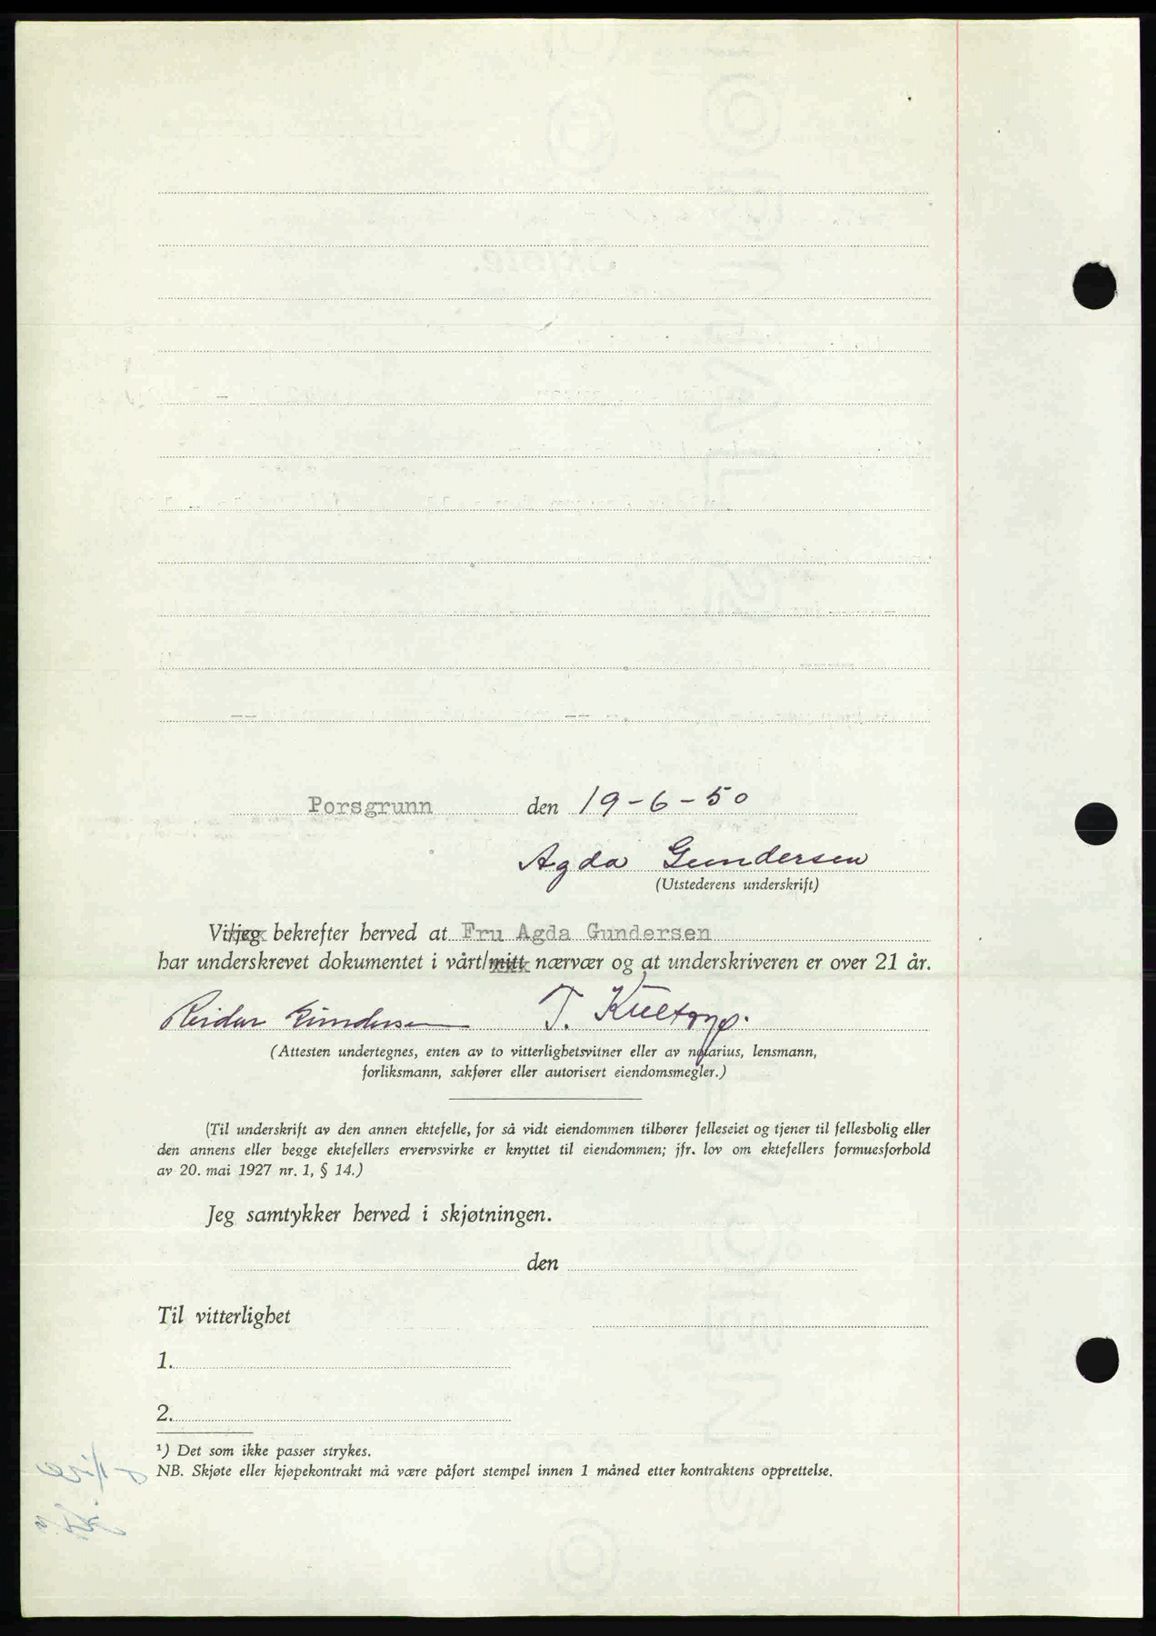 Porsgrunn den 19-6-50
Agda Gundersen
(Utstederens underskrift)
Vi/jeg bekrefter herved at Fru Agda Gundersen
har underskrevet dokumentet i vårt/mitt nærvær og at underskriveren er over 21 år.
Reidar Gundersen T.
(Attesten undertegnes, enten av to vitterlighetsvitner eller av notarius, lensmann,
forliksmann, sakfører eller autorisert eiendomsmegler.)
(Til underskrift av den annen ektefelle, for så vidt eiendommen tilhører felleseiet og tjener til fellesbolig eller
den annens eller begge ektefellers ervervsvirke er knyttet til eiendommen; jfr. lov om ektefellers formuesforhold
av 20. mai 1927 nr. 1, § 14.)
Jeg samtykker herved i skjøtningen.
den
Til vitterlighet
1.
2.
¹) Det som ikke passer strykes.
NB. Skjøte eller kjøpekontrakt må være påført stempel innen 1 måned etter kontraktens opprettelse.